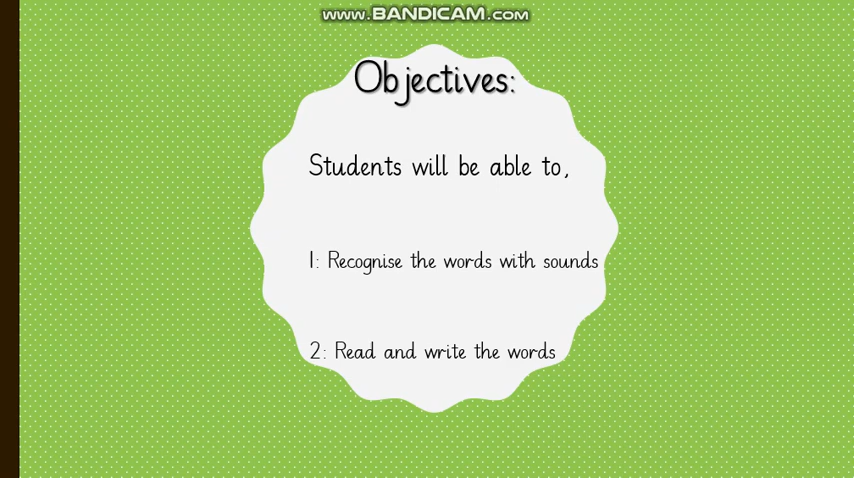 www.BANDICAM.com
Objectives:
Students will be able to,
1: Recognise the words with sounds
2: Read and write the words